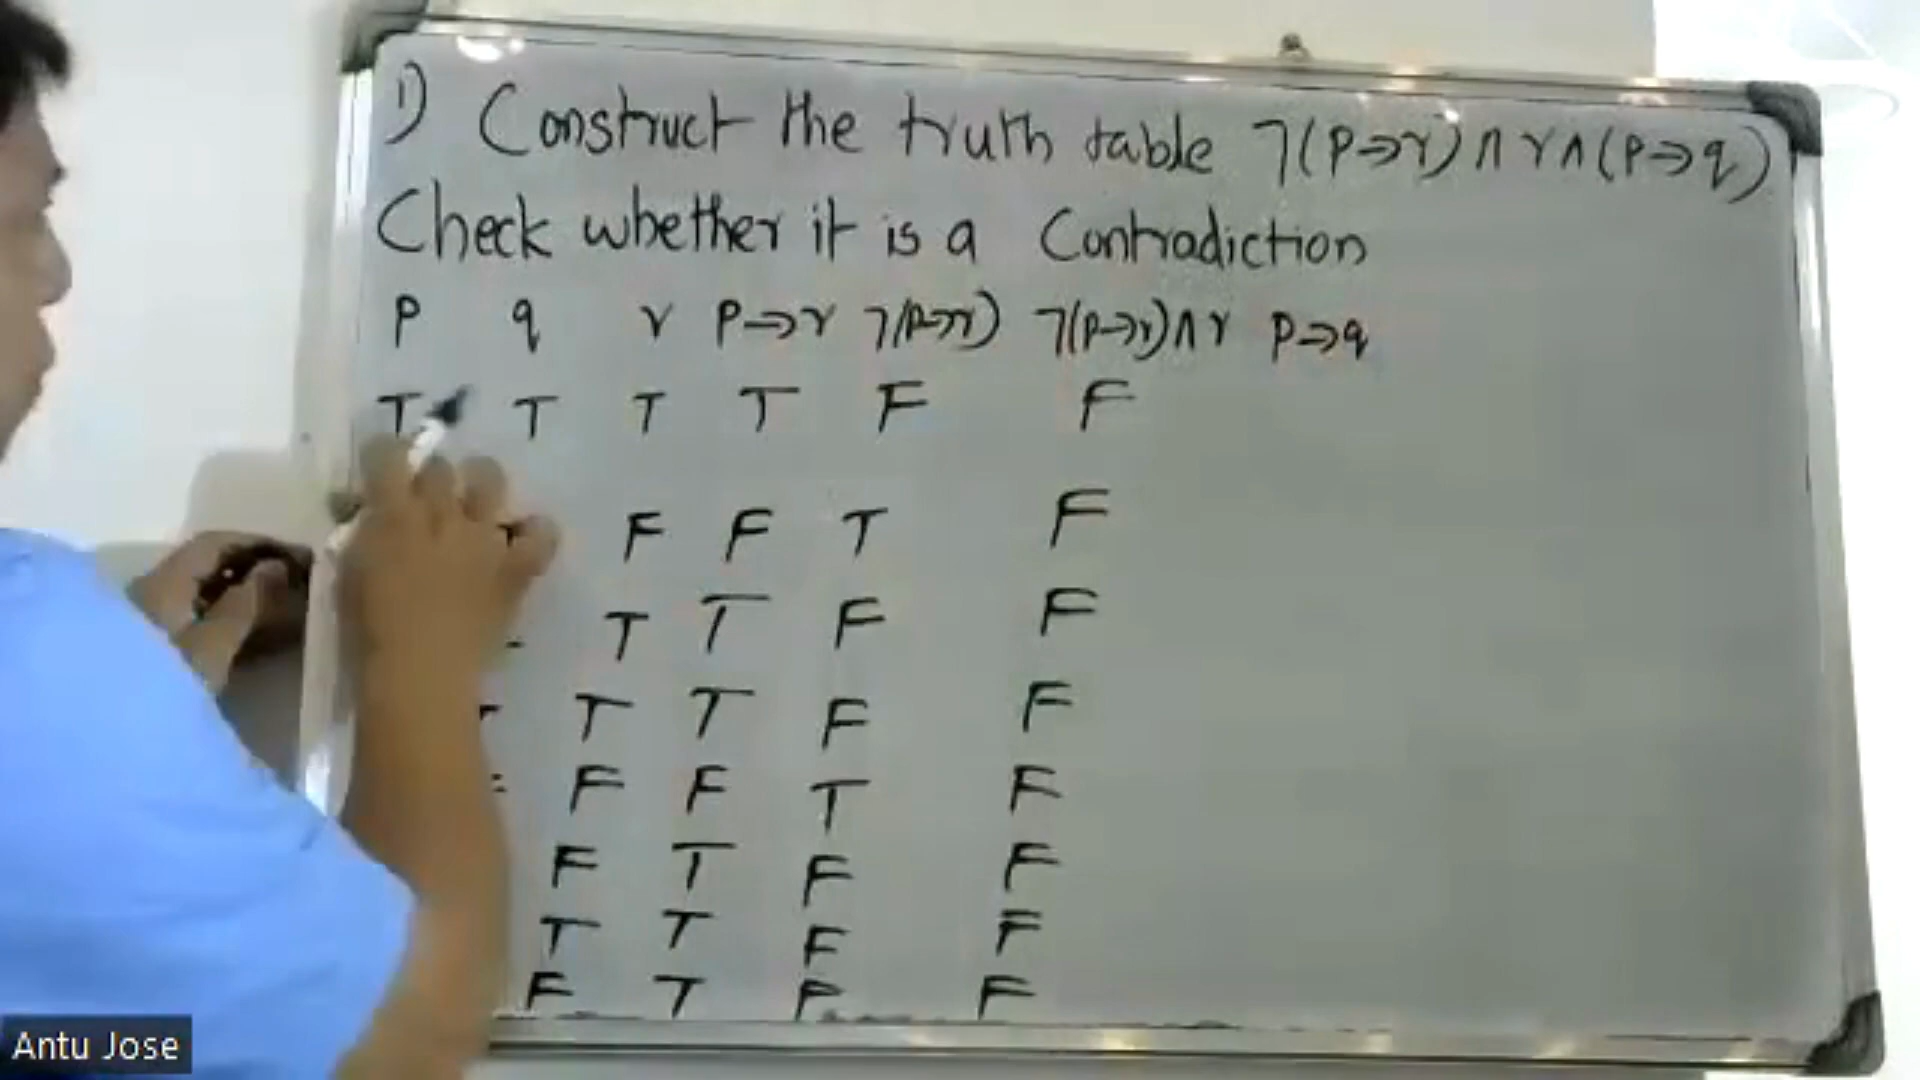 1) Construct the truth table ¬(p⇒r)∧r∧(p⇒q)
Check whether it is a Contradiction
p q r p⇒r ¬(p⇒r) ¬(p⇒r)∧r p⇒q
T T T T F F
F F T F
T T F F
T T F F
F F T F
F T F F
T T F F
F T F F
Antu Jose